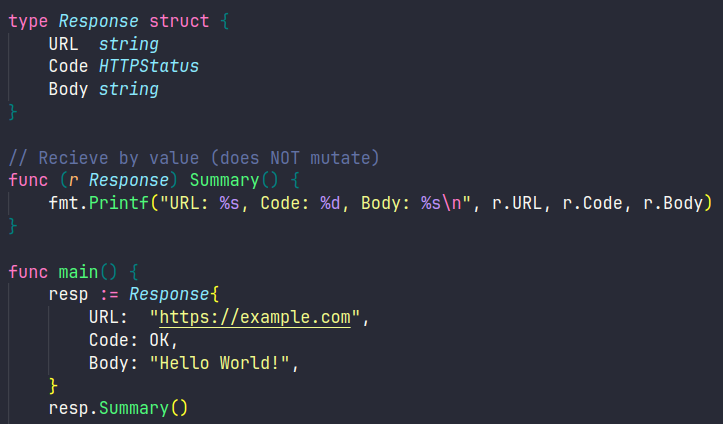 type Response struct {
    URL  string
    Code HTTPStatus
    Body string
}

// Recieve by value (does NOT mutate)
func (r Response) Summary() {
    fmt.Printf("URL: %s, Code: %d, Body: %s\n", r.URL, r.Code, r.Body)
}

func main() {
    resp := Response{
        URL:  "https://example.com",
        Code: OK,
        Body: "Hello World!",
    }
    resp.Summary()